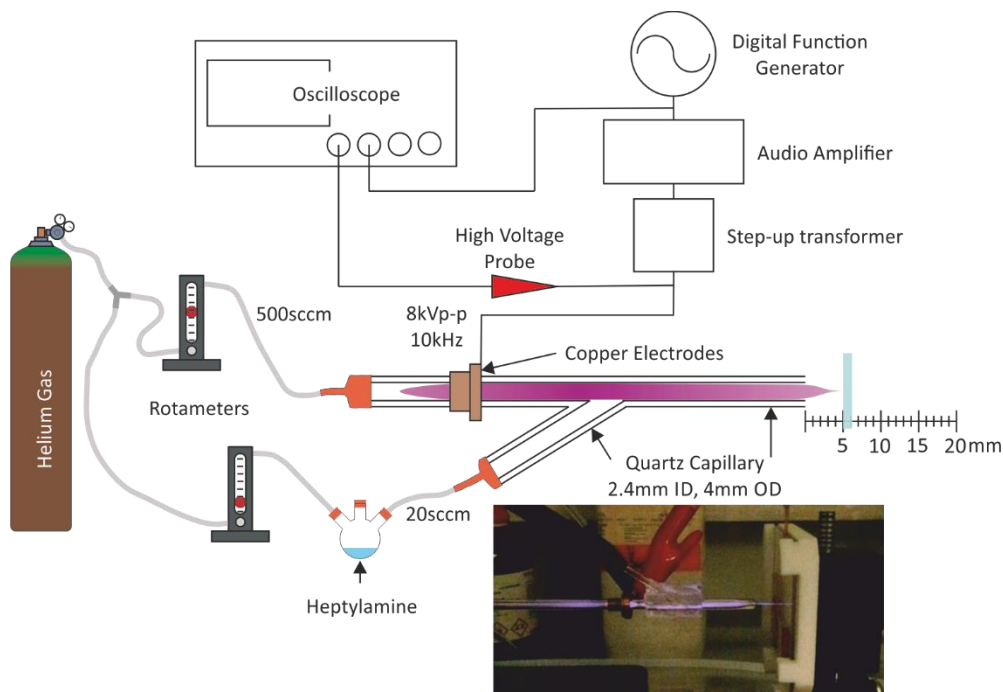 Digital Function
Generator
Oscilloscope
Audio Amplifier
Step-up transformer
High Voltage
Probe
500sccm
8kVp-p
10kHz
Copper Electrodes
Rotameters
Helium Gas
5 10 15 20mm
Quartz Capillary
2.4mm ID, 4mm OD
20sccm
Heptylamine